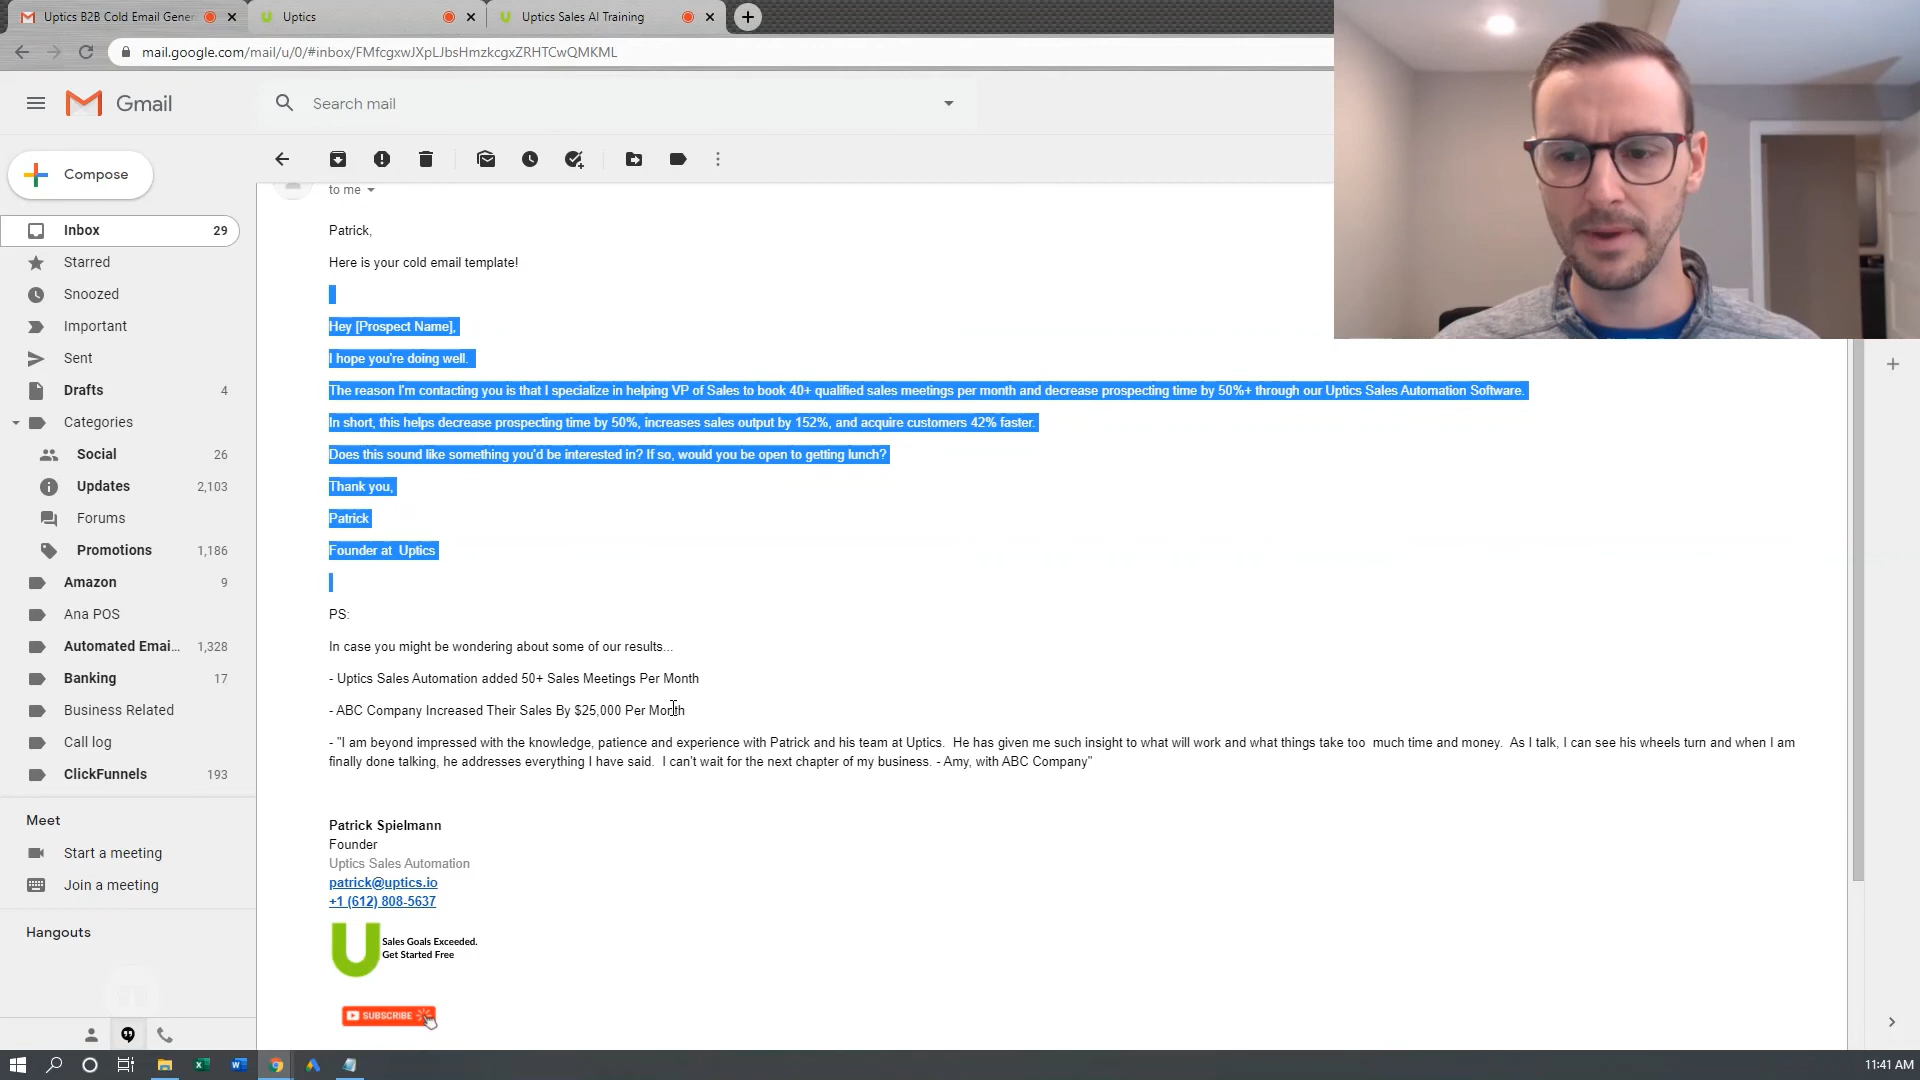 Uptics B2B Cold Email Gener
Uptics
Uptics Sales AI Training
mail.google.com/mail/u/0/#inbox/FMfcgxwJXpLJbsHmzkcgxZRHTCwQMKML
Gmail
Search mail
Compose
Inbox 29
Starred
Snoozed
Important
Sent
Drafts 4
Categories
Social 26
Updates 2,103
Forums
Promotions 1,186
Amazon 9
Ana POS
Automated Emai... 1,328
Banking 17
Business Related
Call log
ClickFunnels 193
Meet
Start a meeting
Join a meeting
Hangouts
to me
Patrick,
Here is your cold email template!
Hey [Prospect Name],
I hope you're doing well.
The reason I'm contacting you is that I specialize in helping VP of Sales to book 40+ qualified sales meetings per month and decrease prospecting time by 50%+ through our Uptics Sales Automation Software.
In short, this helps decrease prospecting time by 50%, increases sales output by 152%, and acquire customers 42% faster.
Does this sound like something you'd be interested in? If so, would you be open to getting lunch?
Thank you,
Patrick
Founder at  Uptics
PS:
In case you might be wondering about some of our results...
- Uptics Sales Automation added 50+ Sales Meetings Per Month
- ABC Company Increased Their Sales By $25,000 Per Month
- "I am beyond impressed with the knowledge, patience and experience with Patrick and his team at Uptics.  He has given me such insight to what will work and what things take too  much time and money.  As I talk, I can see his wheels turn and when I am
finally done talking, he addresses everything I have said.  I can't wait for the next chapter of my business. - Amy, with ABC Company"
Patrick Spielmann
Founder
Uptics Sales Automation
patrick@uptics.io
+1 (612) 808-5637
U
Sales Goals Exceeded.
Get Started Free
SUBSCRIBE
11:41 AM